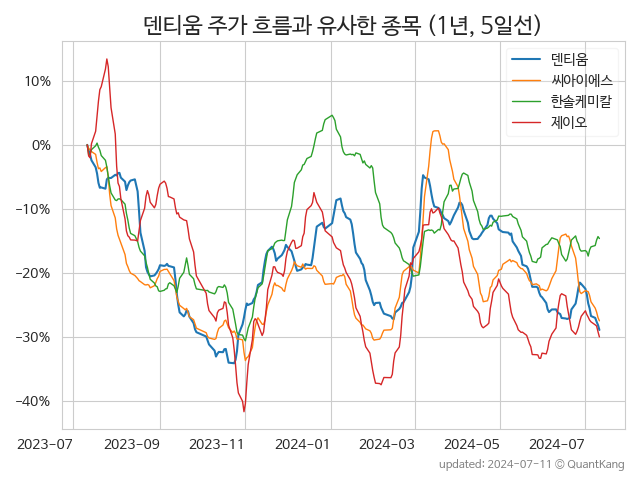 덴티움 주가 흐름과 유사한 종목 (1년, 5일선)
덴티움
씨아이에스
한솔케미칼
제이오
10%
0%
−10%
−20%
−30%
−40%
2023-07 2023-09 2023-11 2024-01 2024-03 2024-05 2024-07
updated: 2024-07-11 © QuantKang